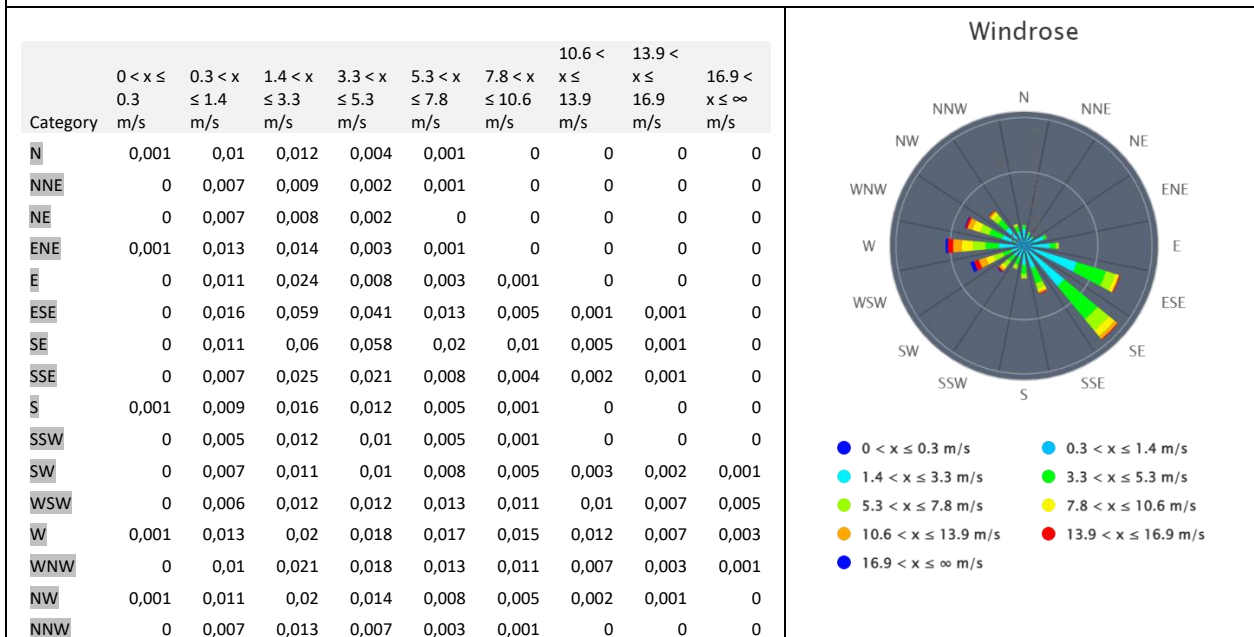 10.6 < 13.9 <
0 < x ≤ 0.3 < x 1.4 < x 3.3 < x 5.3 < x 7.8 < x x ≤ x ≤ 16.9 <
0.3 ≤ 1.4 ≤ 3.3 ≤ 5.3 ≤ 7.8 ≤ 10.6 13.9 16.9 x ≤ ∞
Category m/s m/s m/s m/s m/s m/s m/s m/s m/s
N 0,001 0,01 0,012 0,004 0,001 0 0 0 0
NNE 0 0,007 0,009 0,002 0,001 0 0 0 0
NE 0 0,007 0,008 0,002 0 0 0 0 0
ENE 0,001 0,013 0,014 0,003 0,001 0 0 0 0
E 0 0,011 0,024 0,008 0,003 0,001 0 0 0
ESE 0 0,016 0,059 0,041 0,013 0,005 0,001 0,001 0
SE 0 0,011 0,06 0,058 0,02 0,01 0,005 0,001 0
SSE 0 0,007 0,025 0,021 0,008 0,004 0,002 0,001 0
S 0,001 0,009 0,016 0,012 0,005 0,001 0 0 0
SSW 0 0,005 0,012 0,01 0,005 0,001 0 0 0
SW 0 0,007 0,011 0,01 0,008 0,005 0,003 0,002 0,001
WSW 0 0,006 0,012 0,012 0,013 0,011 0,01 0,007 0,005
W 0,001 0,013 0,02 0,018 0,017 0,015 0,012 0,007 0,003
WNW 0 0,01 0,021 0,018 0,013 0,011 0,007 0,003 0,001
NW 0,001 0,011 0,02 0,014 0,008 0,005 0,002 0,001 0
NNW 0 0,007 0,013 0,007 0,003 0,001 0 0 0
Windrose
N
NNW NNE
NW NE
WNW ENE
W E
WSW ESE
SW SE
SSW SSE
S
0 < x ≤ 0.3 m/s 0.3 < x ≤ 1.4 m/s
1.4 < x ≤ 3.3 m/s 3.3 < x ≤ 5.3 m/s
5.3 < x ≤ 7.8 m/s 7.8 < x ≤ 10.6 m/s
10.6 < x ≤ 13.9 m/s 13.9 < x ≤ 16.9 m/s
16.9 < x ≤ ∞ m/s